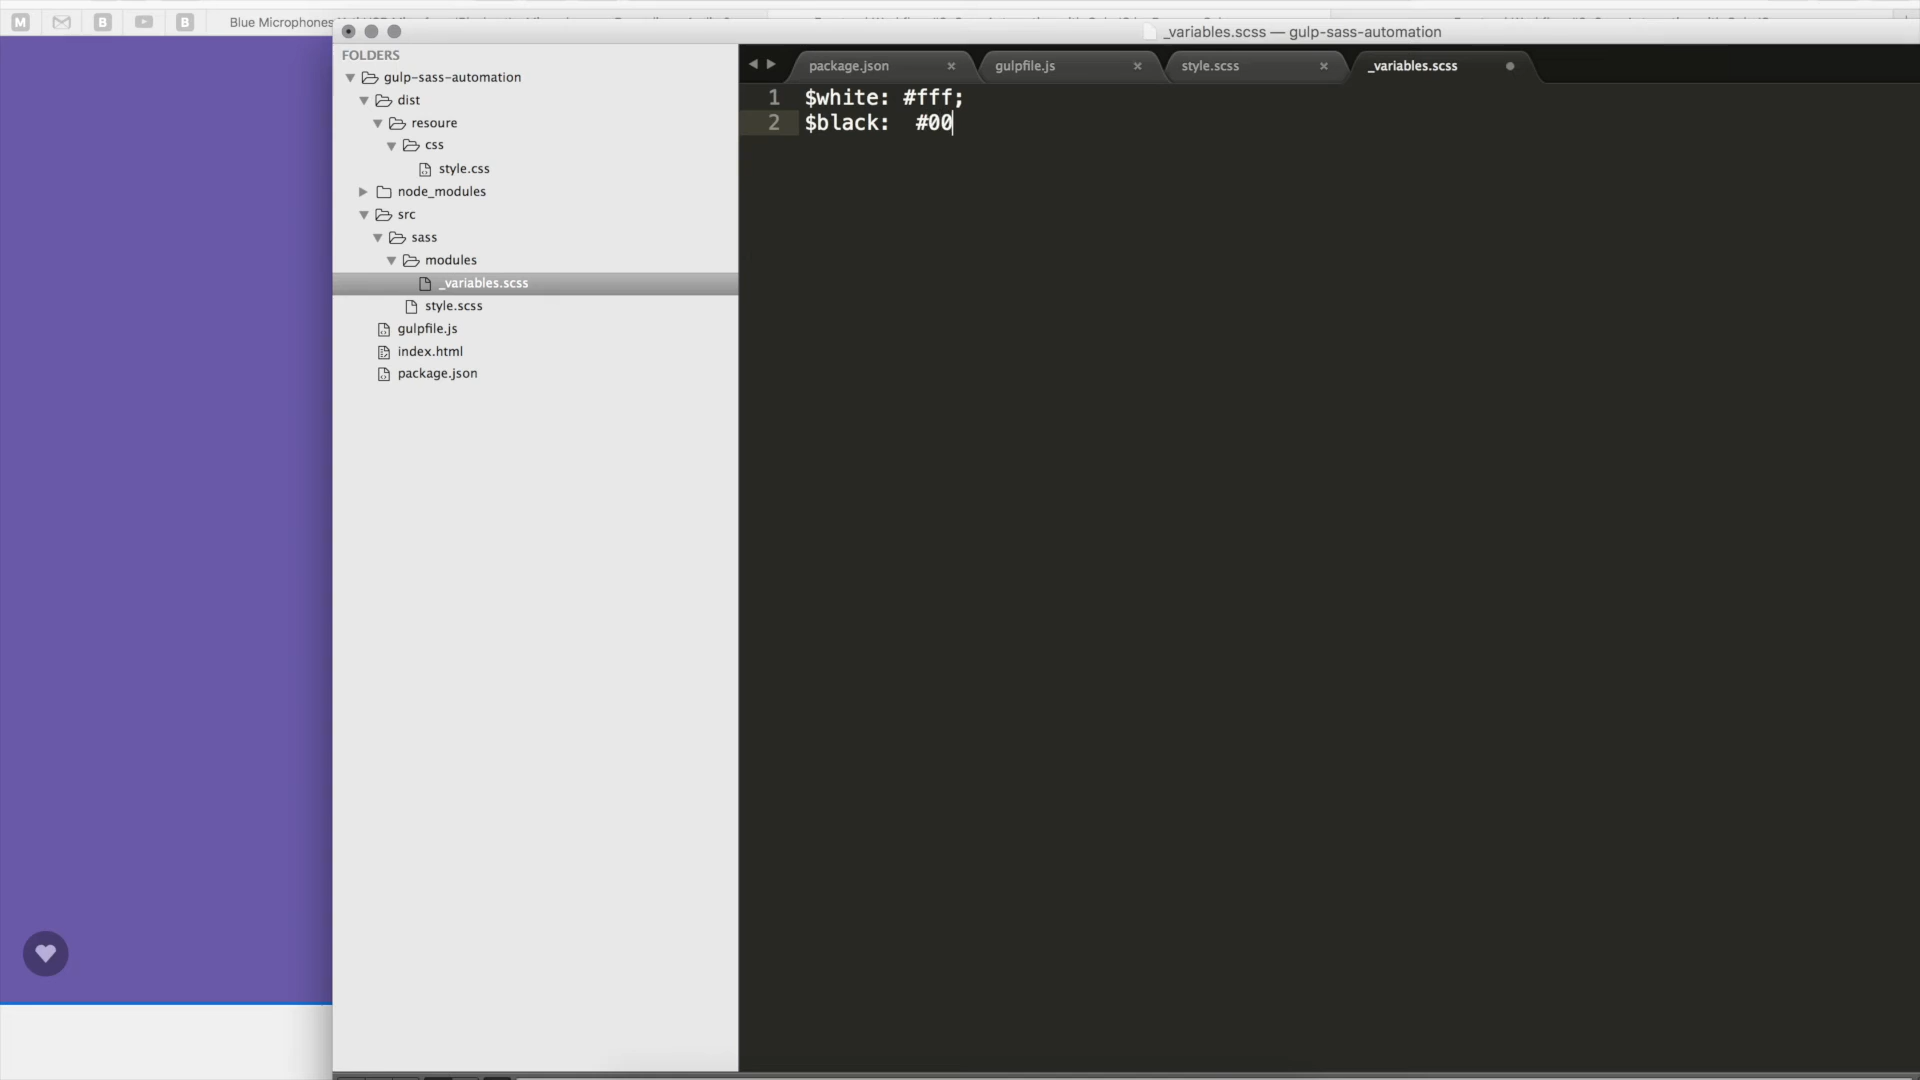 M
B
B
Blue Microphones
_variables.scss — gulp-sass-automation
FOLDERS
gulp-sass-automation
dist
resoure
css
style.css
node_modules
src
sass
modules
_variables.scss
style.scss
gulpfile.js
index.html
package.json
package.json
gulpfile.js
style.scss
_variables.scss
1 $white: #fff;
2 $black:  #00